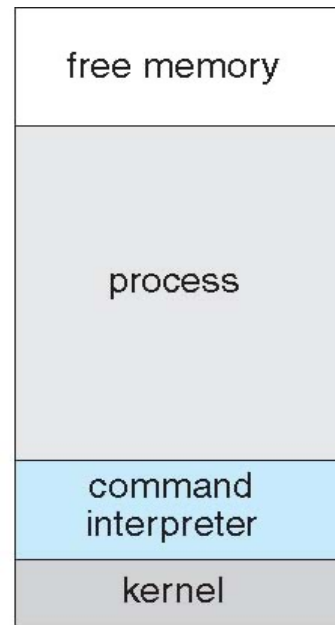 free memory
process
command
interpreter
kernel